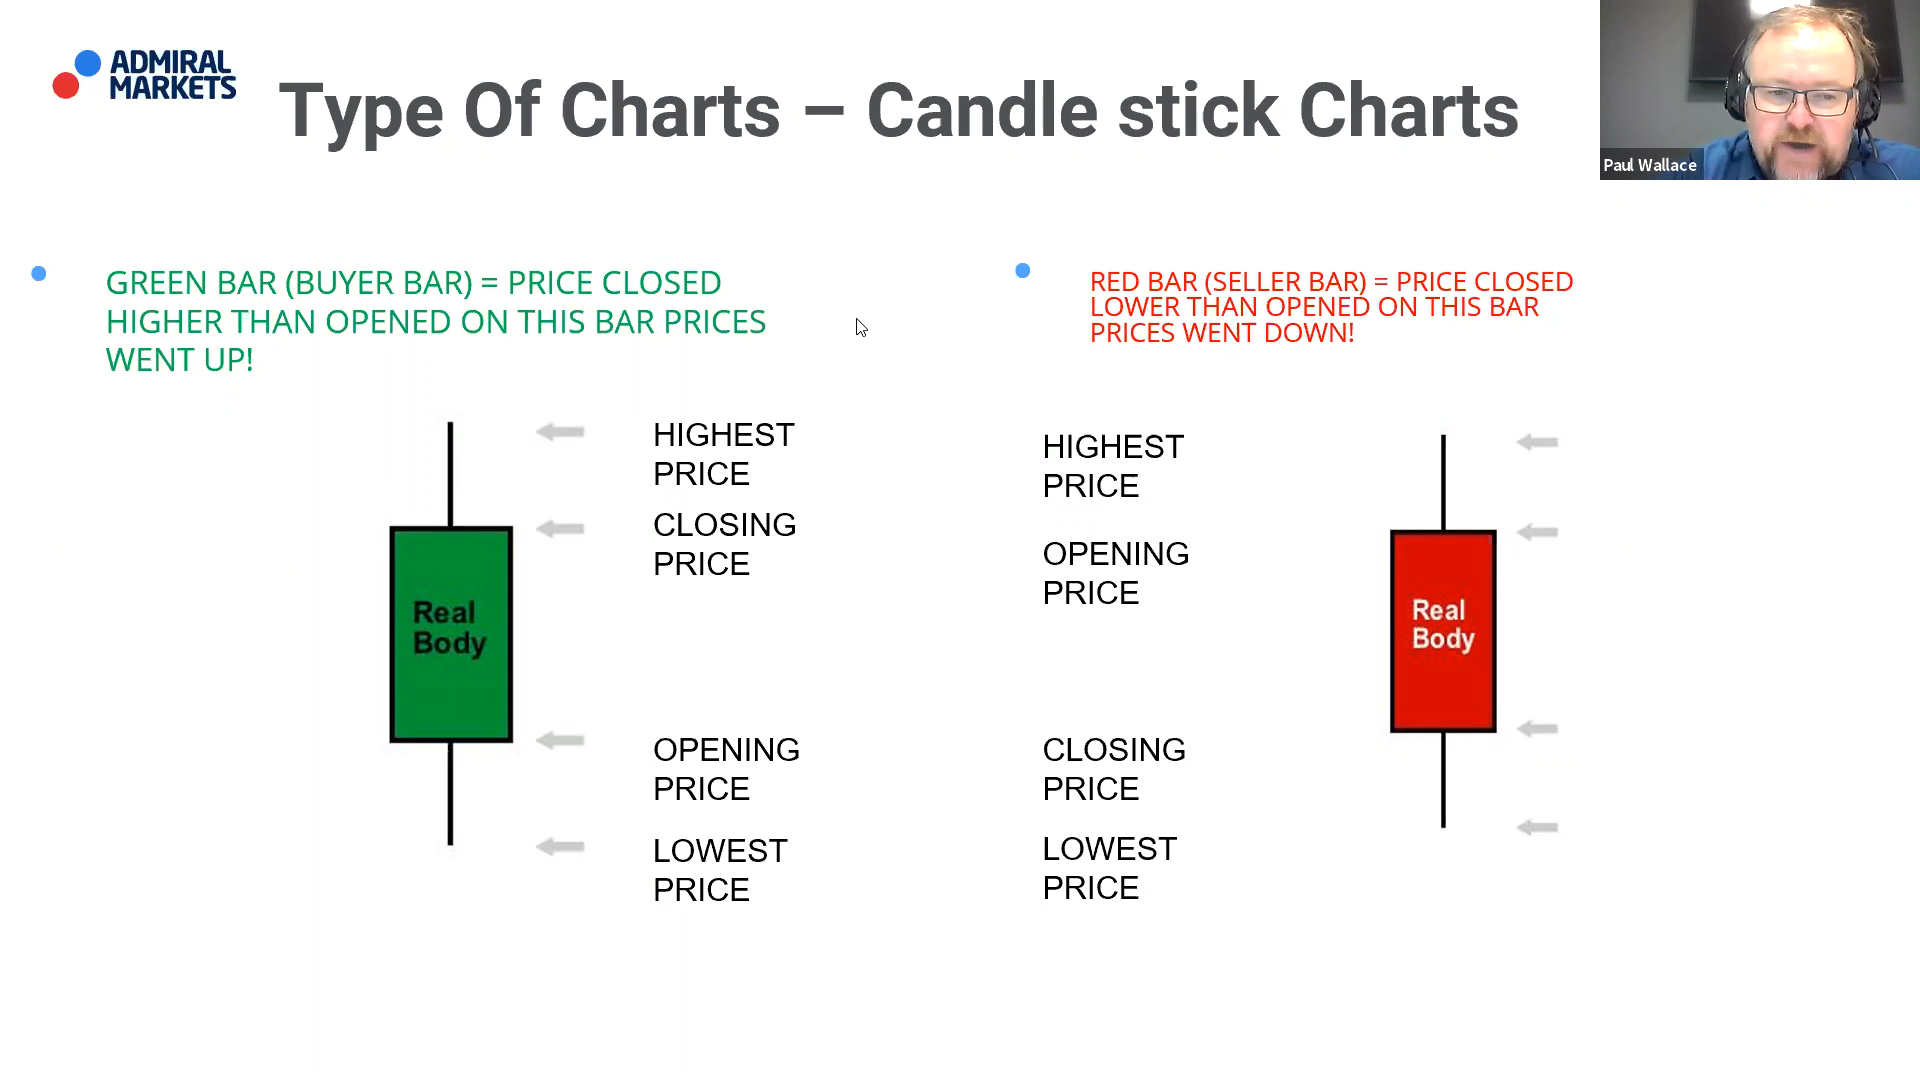 ADMIRAL
MARKETS
Type Of Charts – Candle stick Charts
Paul Wallace
GREEN BAR (BUYER BAR) = PRICE CLOSED
HIGHER THAN OPENED ON THIS BAR PRICES
WENT UP!
RED BAR (SELLER BAR) = PRICE CLOSED
LOWER THAN OPENED ON THIS BAR
PRICES WENT DOWN!
Real
Body
HIGHEST
PRICE
CLOSING
PRICE
OPENING
PRICE
LOWEST
PRICE
HIGHEST
PRICE
OPENING
PRICE
CLOSING
PRICE
LOWEST
PRICE
Real
Body